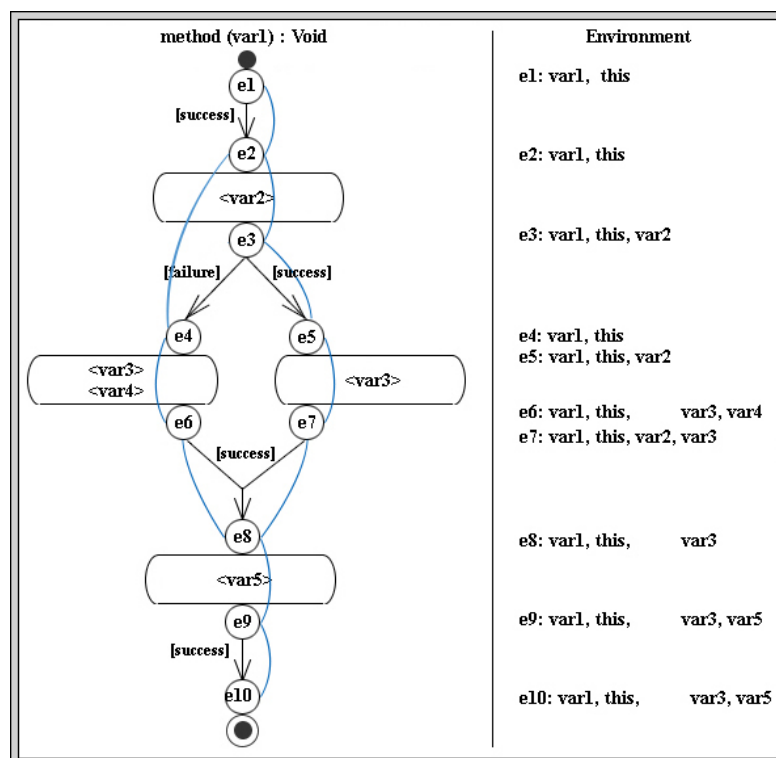 method (var1) : Void
Environment
e1
e1: var1, this
[success]
e2
e2: var1, this
<var2>
e3
e3: var1, this, var2
[failure]
[success]
e4
e5
e4: var1, this
e5: var1, this, var2
<var3>
<var4>
<var3>
e6
e7
e6: var1, this, var3, var4
e7: var1, this, var2, var3
[success]
e8
e8: var1, this, var3
<var5>
e9
e9: var1, this, var3, var5
[success]
e10
e10: var1, this, var3, var5